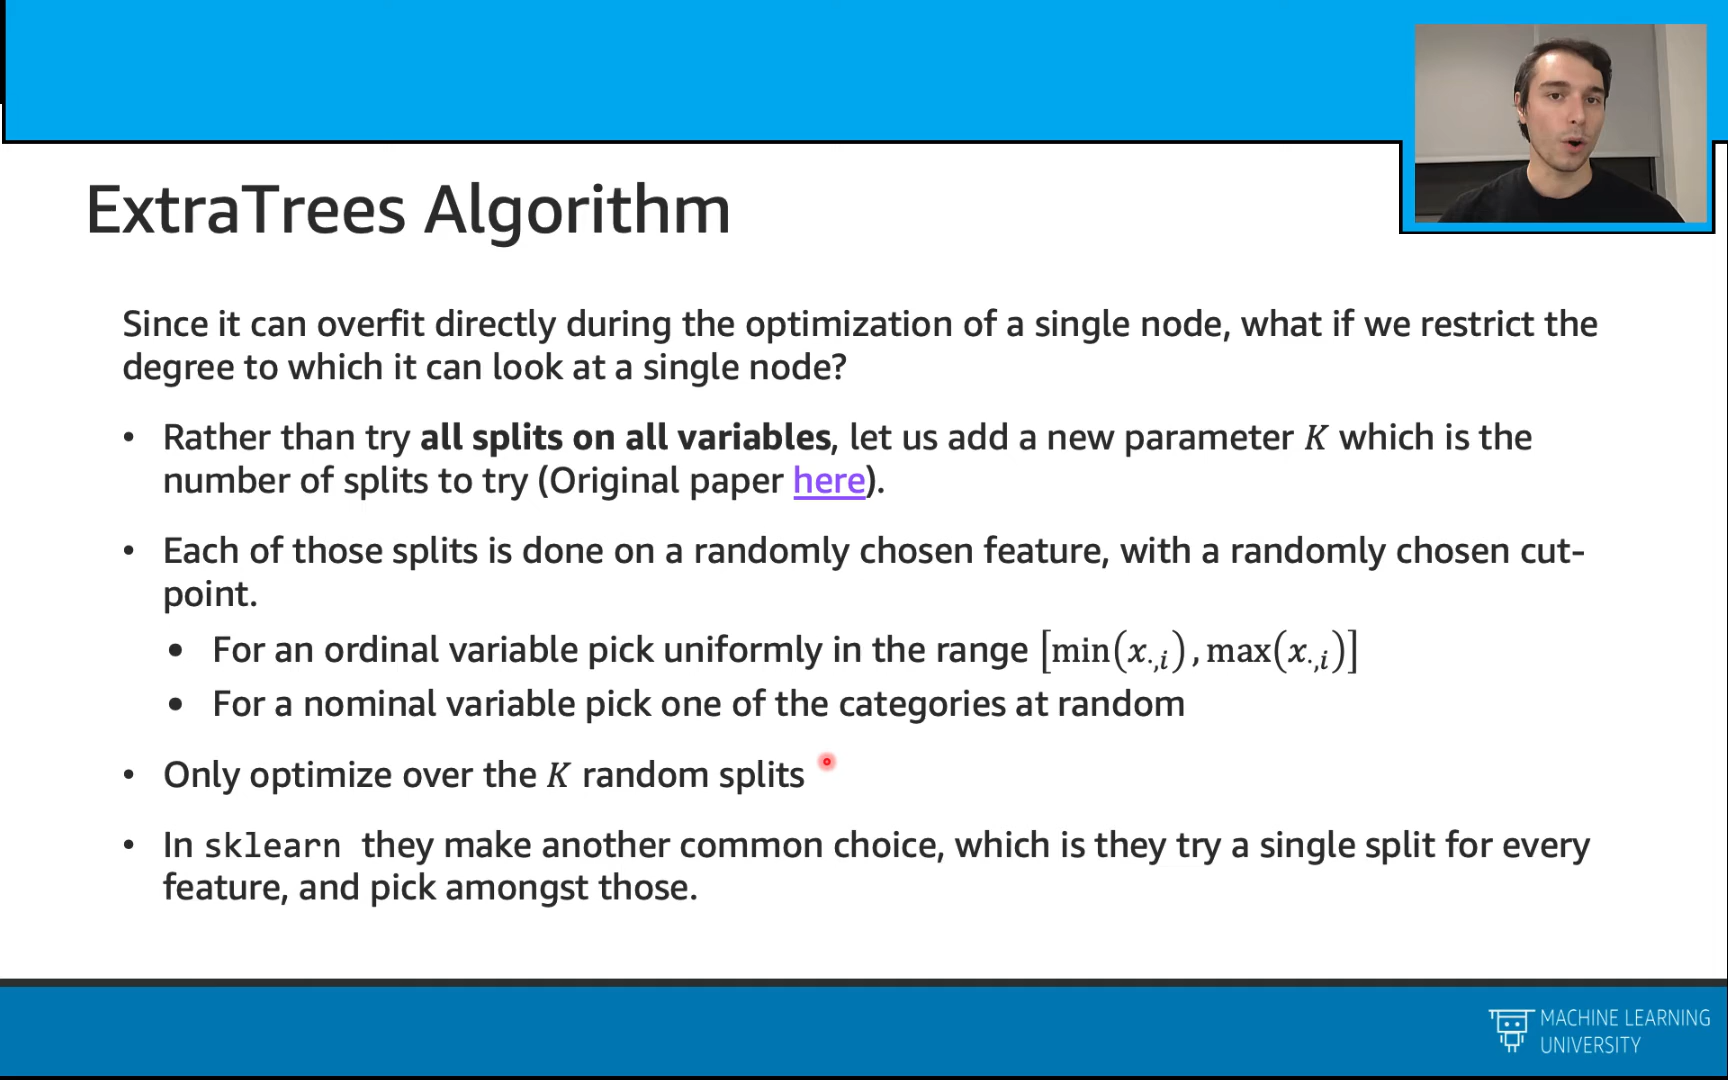 ExtraTrees Algorithm
Since it can overfit directly during the optimization of a single node, what if we restrict the
degree to which it can look at a single node?
• Rather than try all splits on all variables, let us add a new parameter K which is the
number of splits to try (Original paper here).
• Each of those splits is done on a randomly chosen feature, with a randomly chosen cut-
point.
• For an ordinal variable pick uniformly in the range [min(x.,i), max(x.,i)]
• For a nominal variable pick one of the categories at random
• Only optimize over the K random splits
• In sklearn they make another common choice, which is they try a single split for every
feature, and pick amongst those.
MACHINE LEARNING
UNIVERSITY